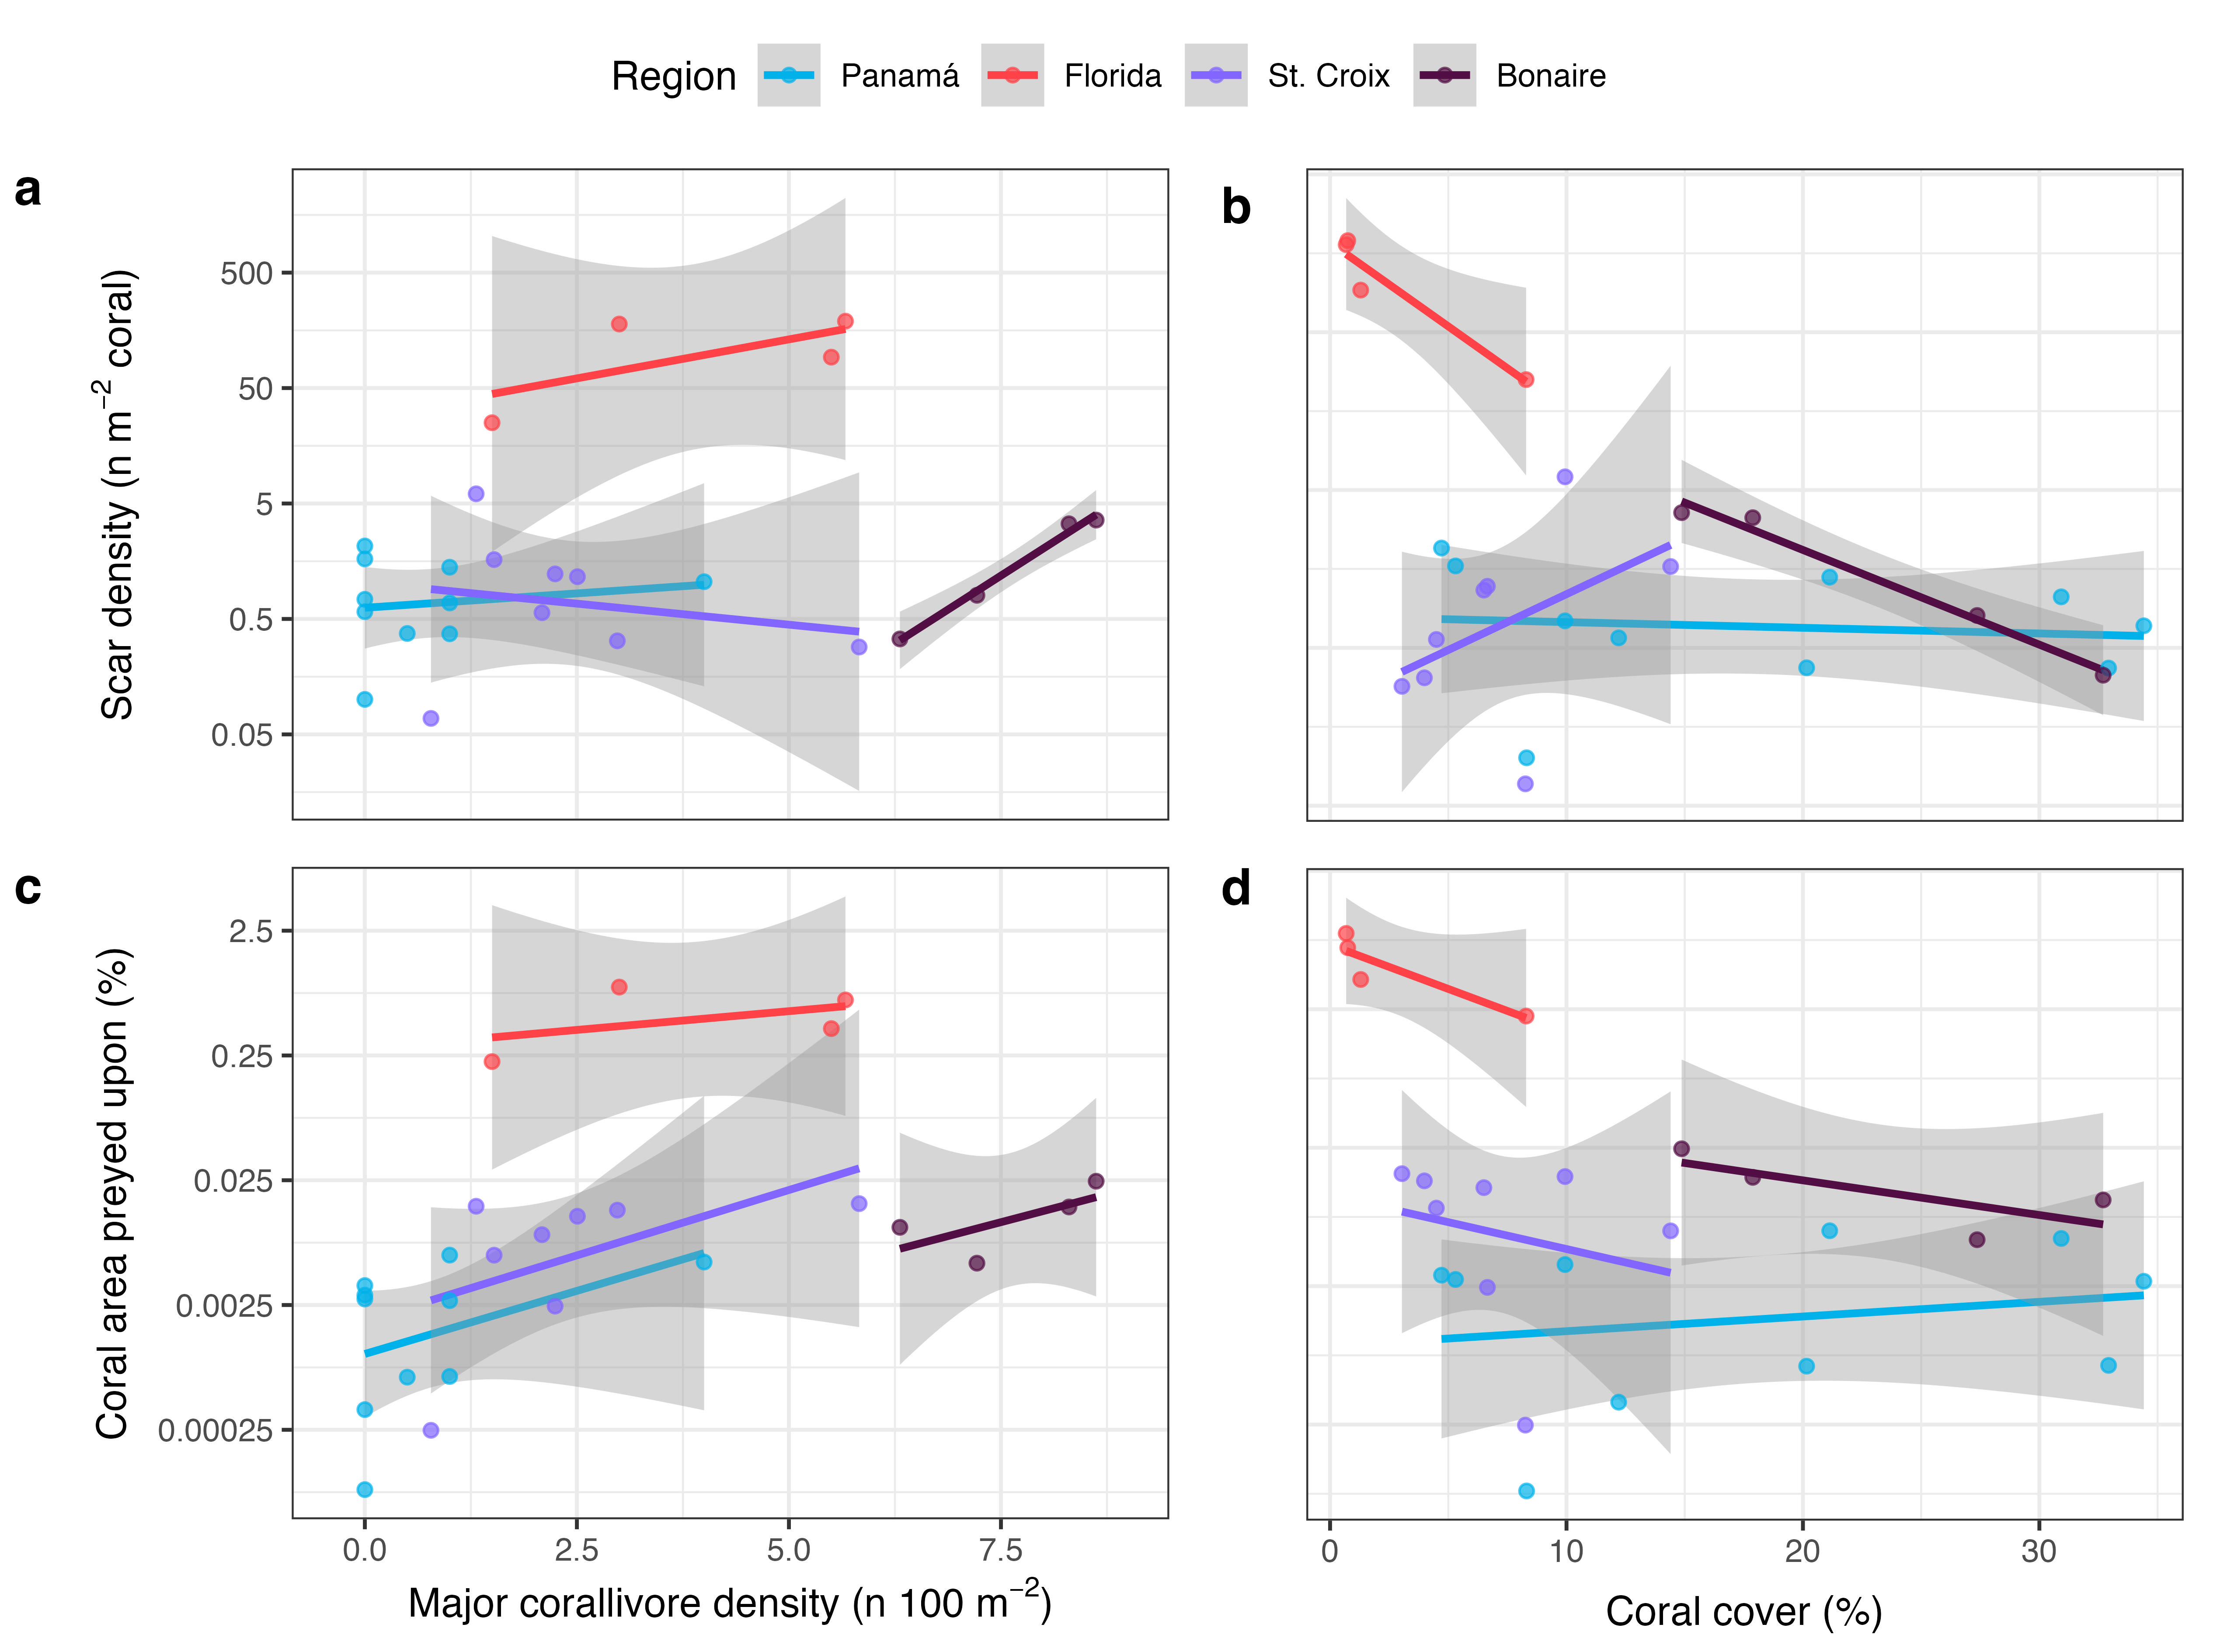 Region Panamá Florida St. Croix Bonaire
a
b
Scar density (n m⁻² coral)
500
50
5
0.5
0.05
c
d
Coral area preyed upon (%)
2.5
0.25
0.025
0.0025
0.00025
0.0 2.5 5.0 7.5
0 10 20 30
Major corallivore density (n 100 m⁻²)
Coral cover (%)